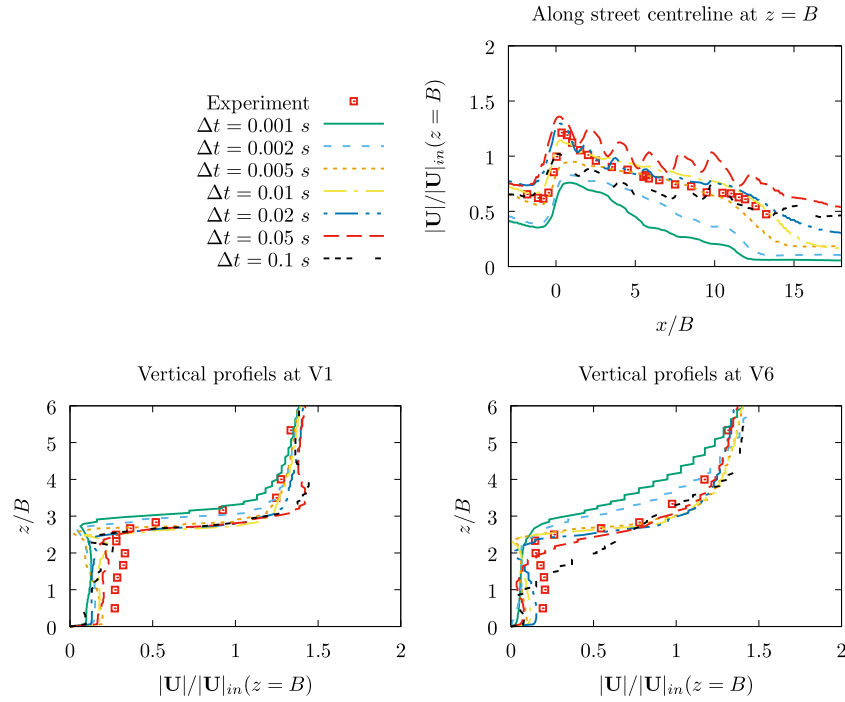 Along street centreline at z = B
Experiment
Δt = 0.001 s
Δt = 0.002 s
Δt = 0.005 s
Δt = 0.01 s
Δt = 0.02 s
Δt = 0.05 s
Δt = 0.1 s
|U|/|U|in(z = B)
2
1.5
1
0.5
0
0 5 10 15
x/B
Vertical profiels at V1
z/B
6
5
4
3
2
1
0
0 0.5 1 1.5 2
|U|/|U|in(z = B)
Vertical profiels at V6
z/B
6
5
4
3
2
1
0
0 0.5 1 1.5 2
|U|/|U|in(z = B)